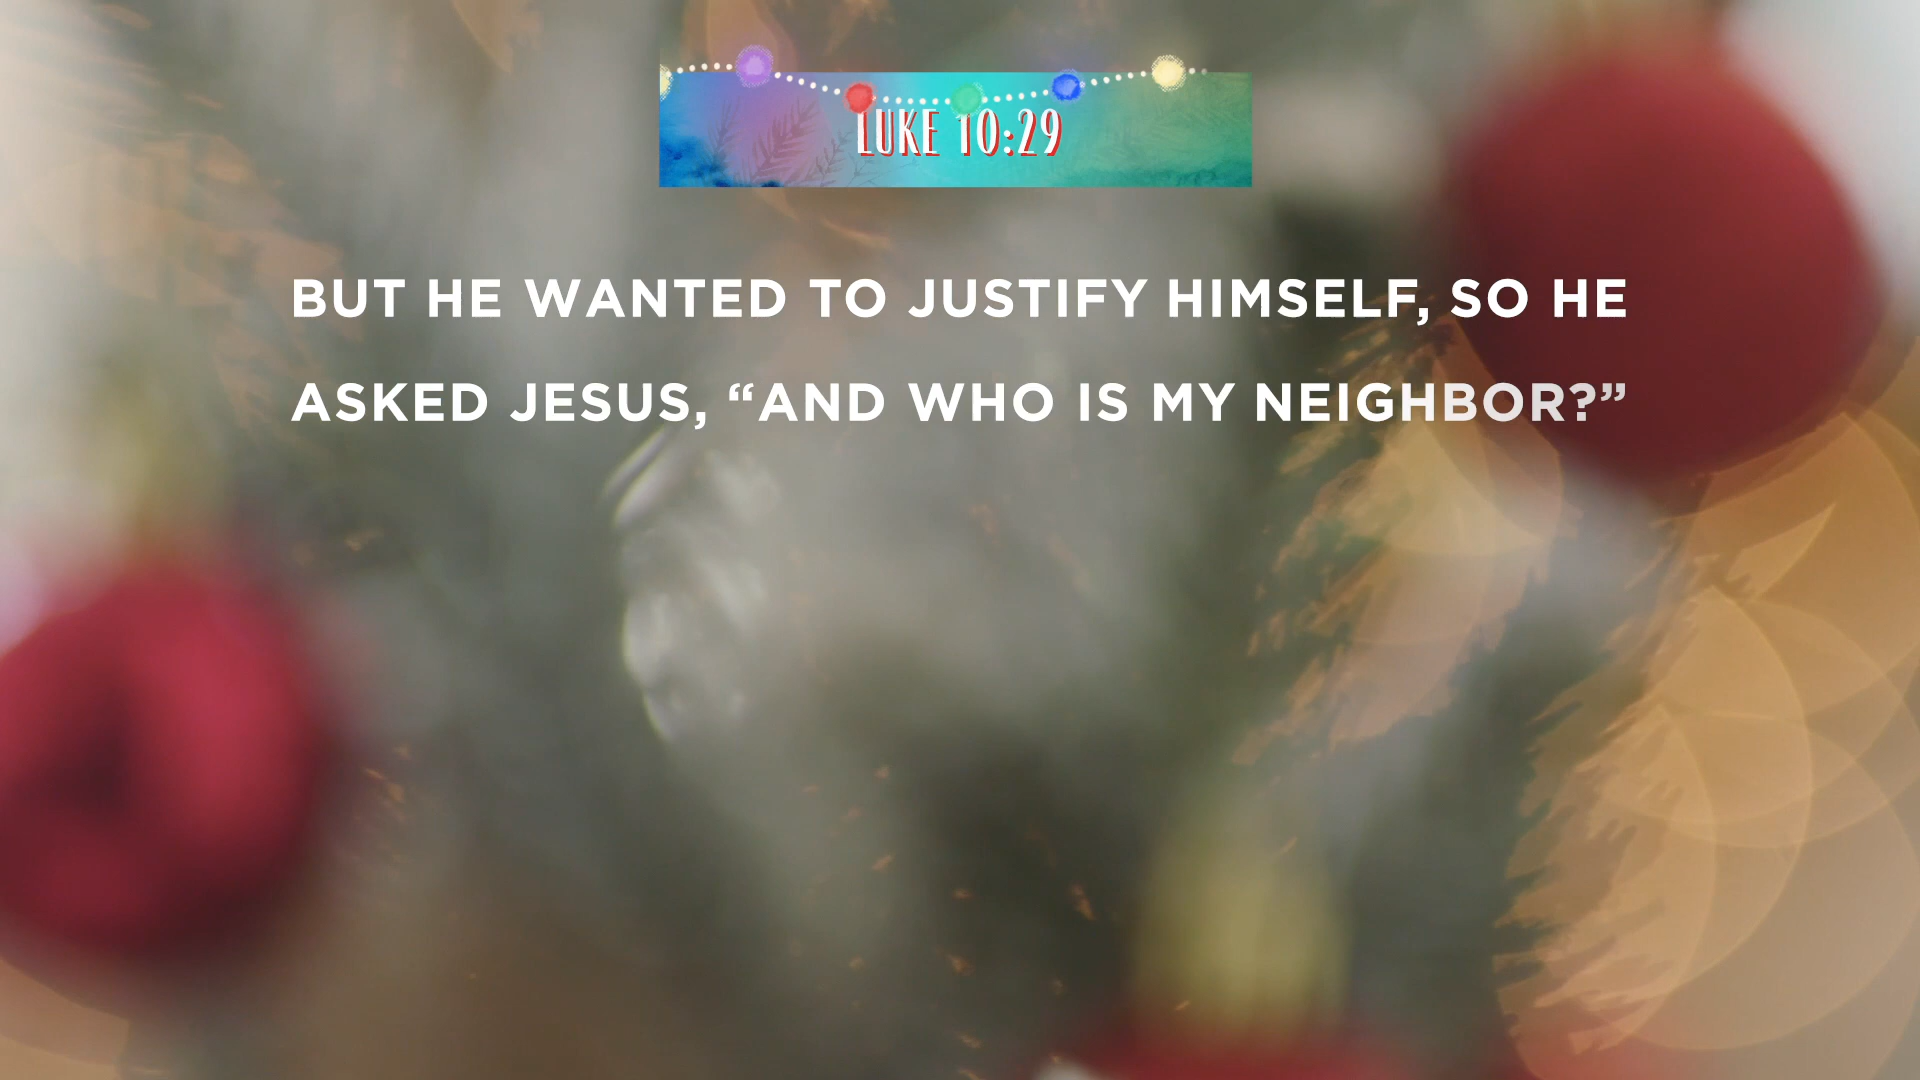 LUKE 10:29
BUT HE WANTED TO JUSTIFY HIMSELF, SO HE
ASKED JESUS, “AND WHO IS MY NEIGHBOR?”